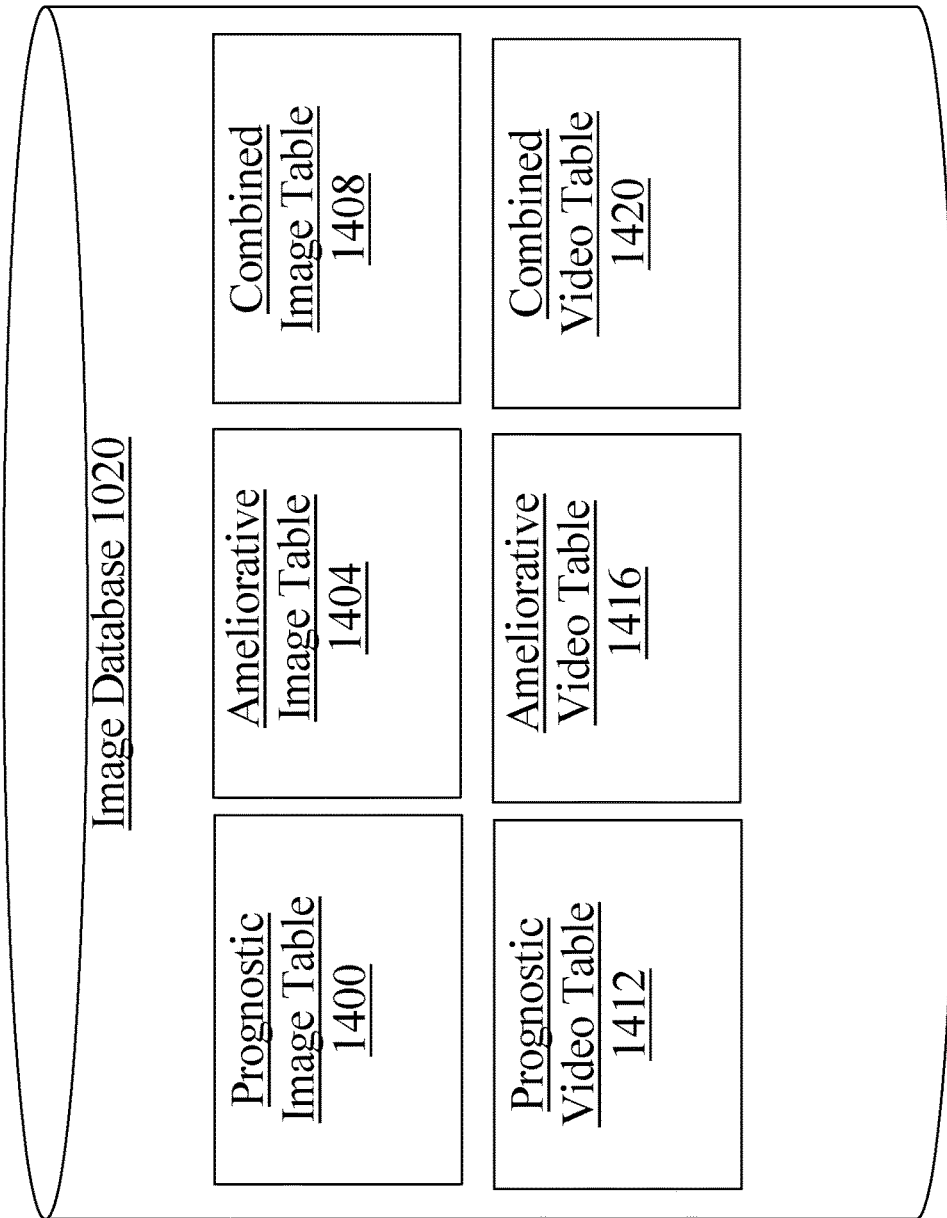 Image Database 1020
Prognostic
Image Table
1400
Ameliorative
Image Table
1404
Combined
Image Table
1408
Prognostic
Video Table
1412
Ameliorative
Video Table
1416
Combined
Video Table
1420